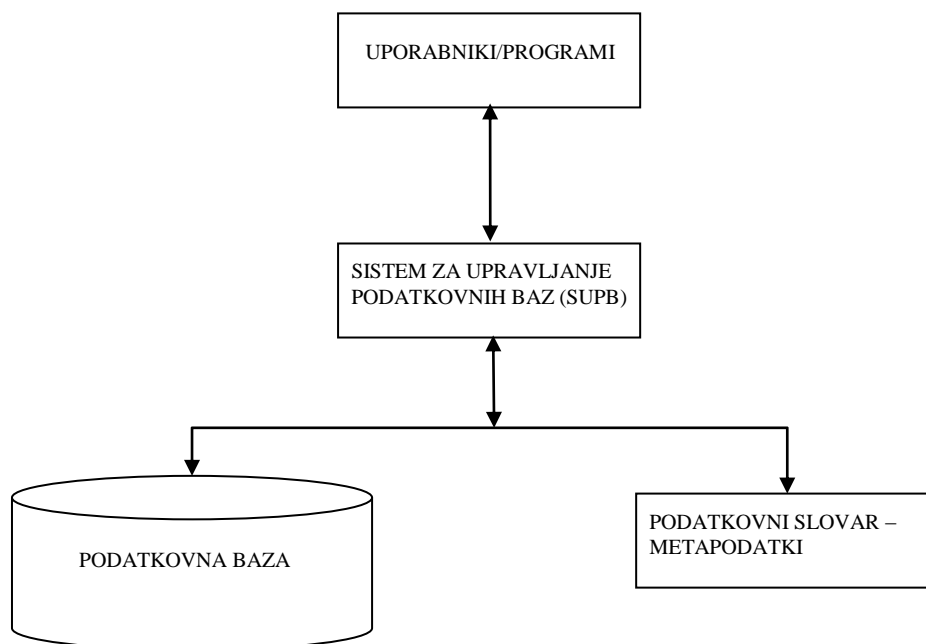 UPORABNIKI/PROGRAMI
SISTEM ZA UPRAVLJANJE
PODATKOVNIH BAZ (SUPB)
PODATKOVNA BAZA
PODATKOVNI SLOVAR –
METAPODATKI